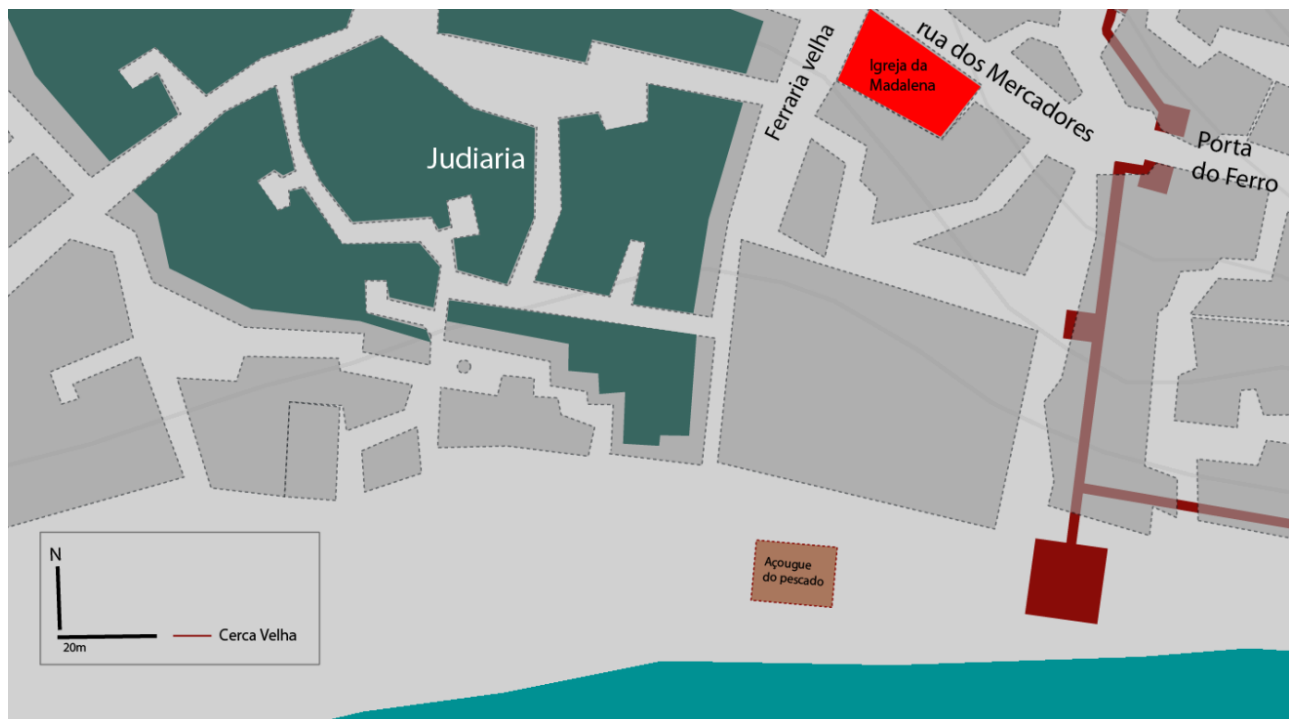 Ferraria velha
Igreja da
Madalena
rua dos Mercadores
Porta
do Ferro
Judiaria
Açougue
do pescado
N
20m
Cerca Velha